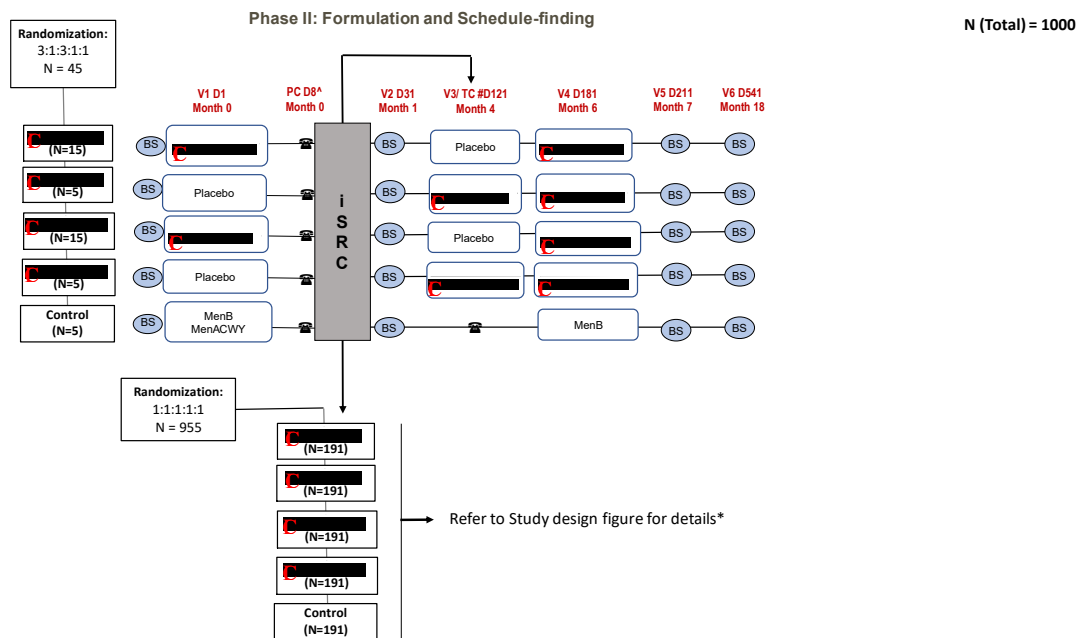 Phase II: Formulation and Schedule-finding
N (Total) = 1000
Randomization:
3:1:3:1:1
N = 45
V1 D1
Month 0
PC D8^
Month 0
V2 D31
Month 1
V3/ TC #D121
Month 4
V4 D181
Month 6
V5 D211
Month 7
V6 D541
Month 18
C
(N=15)
BS
C
BS
Placebo
C
BS
BS
C
(N=5)
BS
Placebo
BS
C
C
BS
BS
C
(N=15)
BS
C
BS
Placebo
C
BS
BS
C
(N=5)
BS
Placebo
BS
C
C
BS
BS
Control
(N=5)
BS
MenB
MenACWY
BS
MenB
BS
BS
i
S
R
C
Randomization:
1:1:1:1:1
N = 955
C
(N=191)
C
(N=191)
C
(N=191)
C
(N=191)
Control
(N=191)
Refer to Study design figure for details*